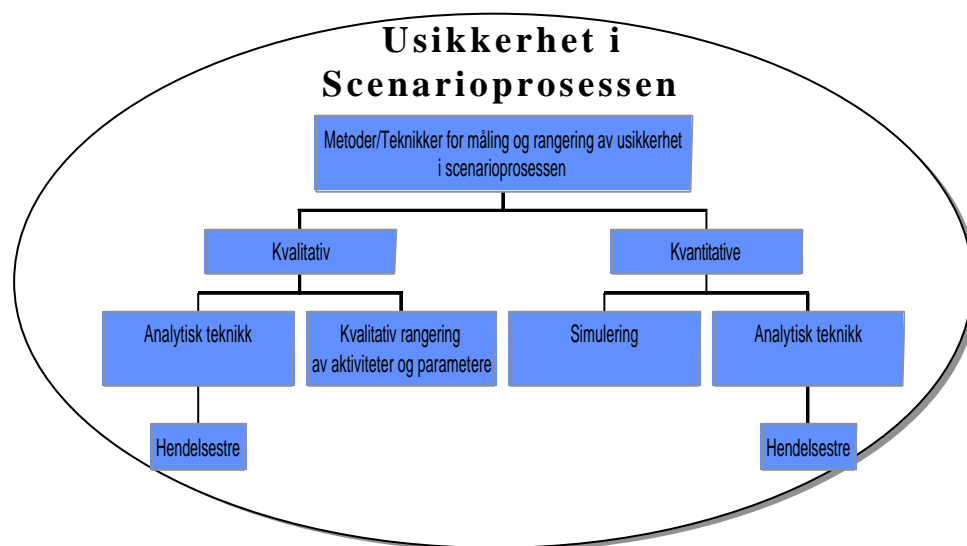 Usikkerhet i
Scenarioprosessen
Metoder/Teknikker for måling og rangering av usikkerhet
i scenarioprosessen
Kvalitativ
Kvantitative
Analytisk teknikk
Kvalitativ rangering
av aktiviteter og parametere
Simulering
Analytisk teknikk
Hendelsestre
Hendelsestre